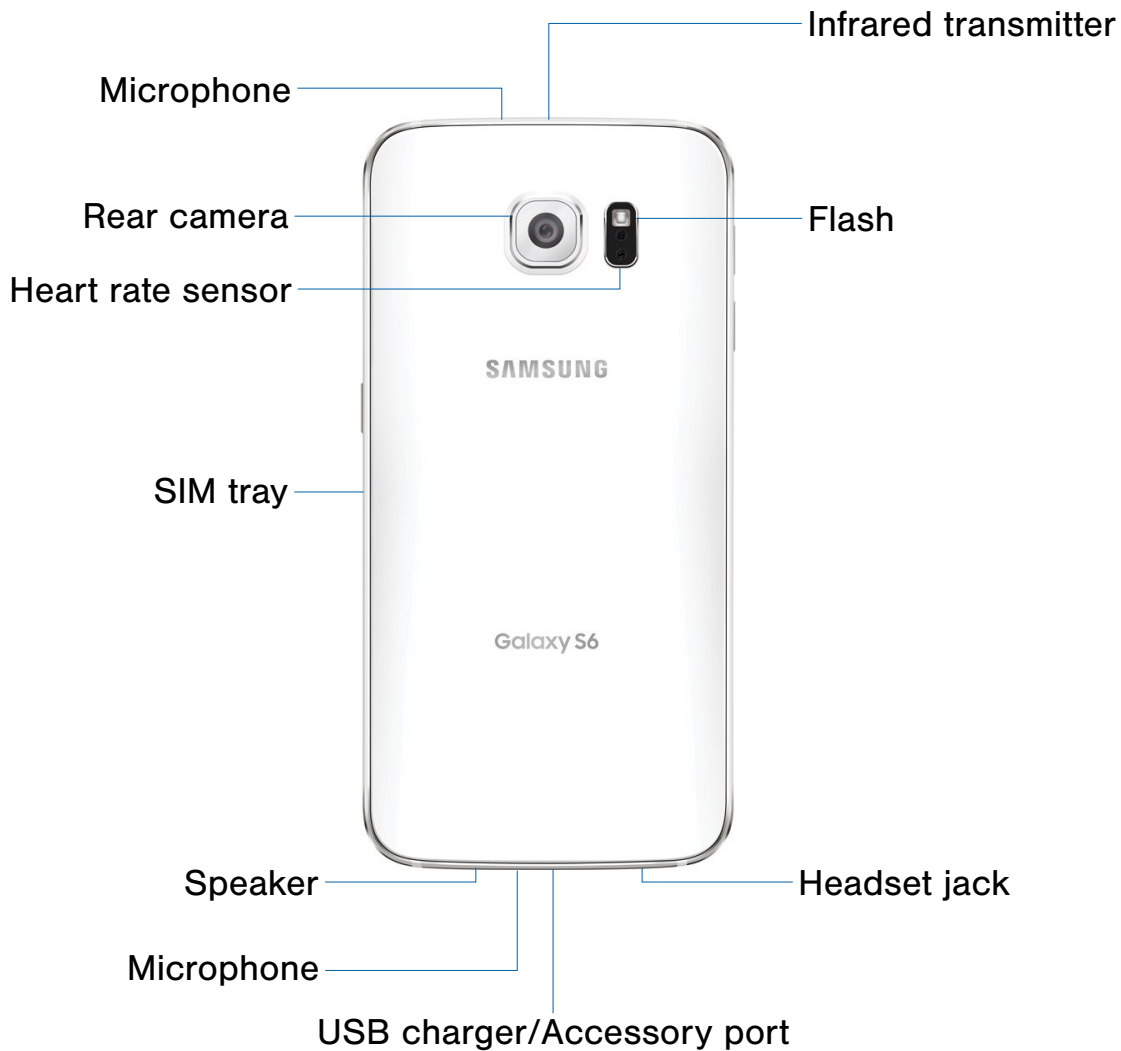 Infrared transmitter
Microphone
Rear camera
Flash
Heart rate sensor
SAMSUNG
SIM tray
Galaxy S6
Speaker
Headset jack
Microphone
USB charger/Accessory port